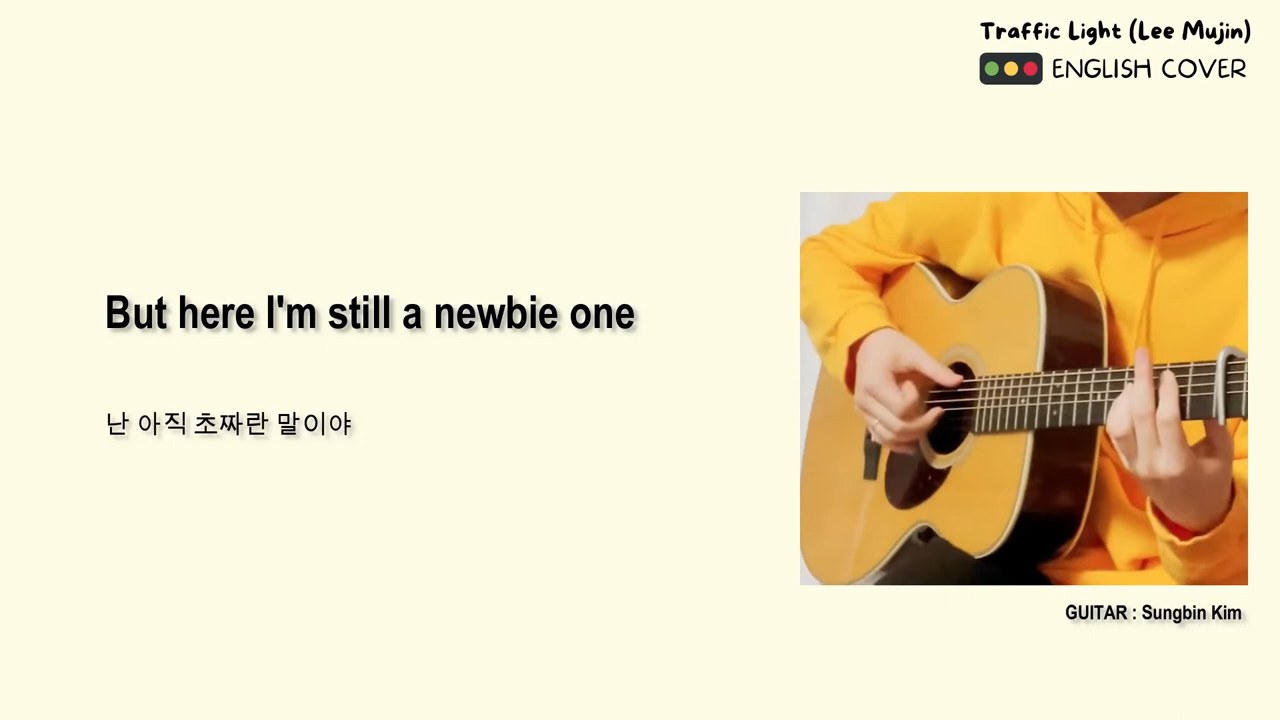 Traffic Light (Lee Mujin)
ENGLISH COVER
But here I'm still a newbie one
난 아직 초짜란 말이야
GUITAR : Sungbin Kim